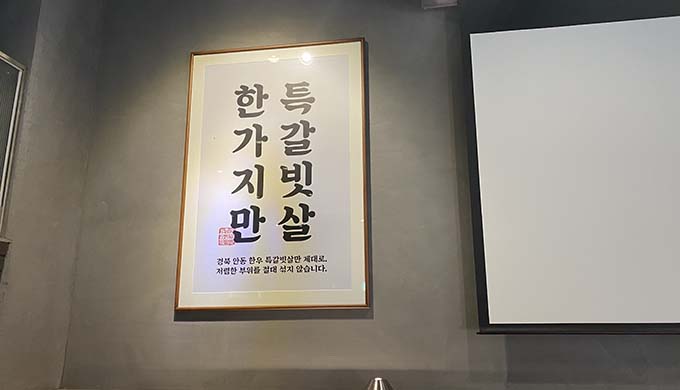 특갈빗살
한가지만
경북 안동 한우 특갈빗살만 제대로,
저렴한 부위를 절대 섞지 않습니다.